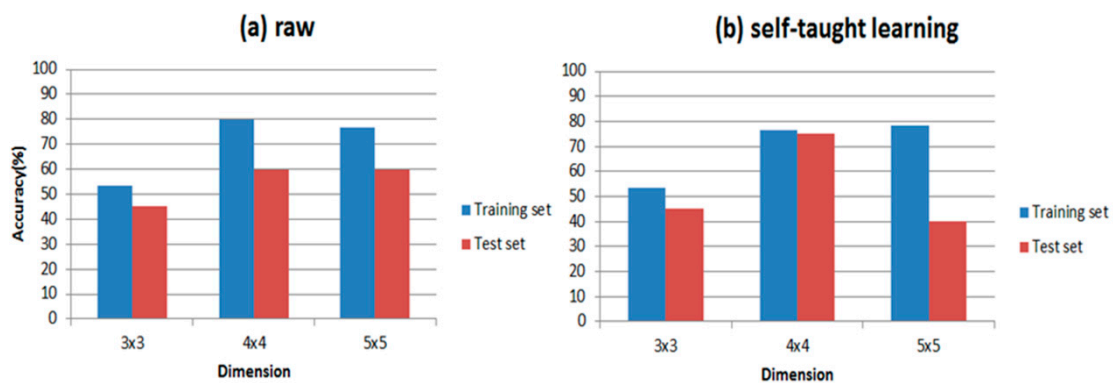 (a) raw
100
90
80
70
60
50
40
30
20
10
0
Accuracy(%)
3x3
4x4
5x5
Dimension
Training set
Test set
(b) self-taught learning
100
90
80
70
60
50
40
30
20
10
0
3x3
4x4
5x5
Dimension
Training set
Test set